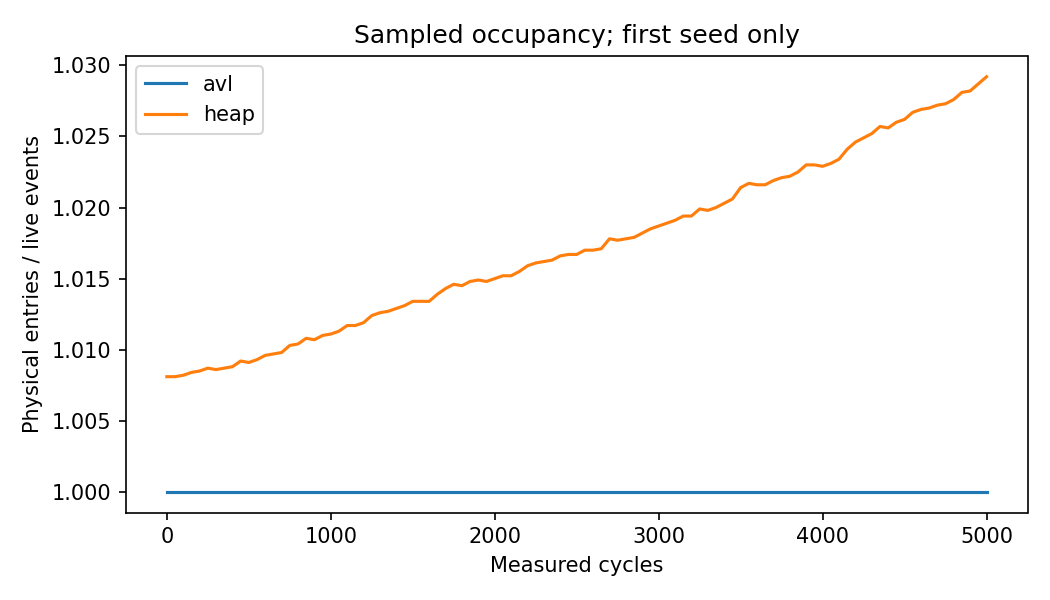 Sampled occupancy; first seed only
avl
heap
Physical entries / live events
1.030
1.025
1.020
1.015
1.010
1.005
1.000
0 1000 2000 3000 4000 5000
Measured cycles